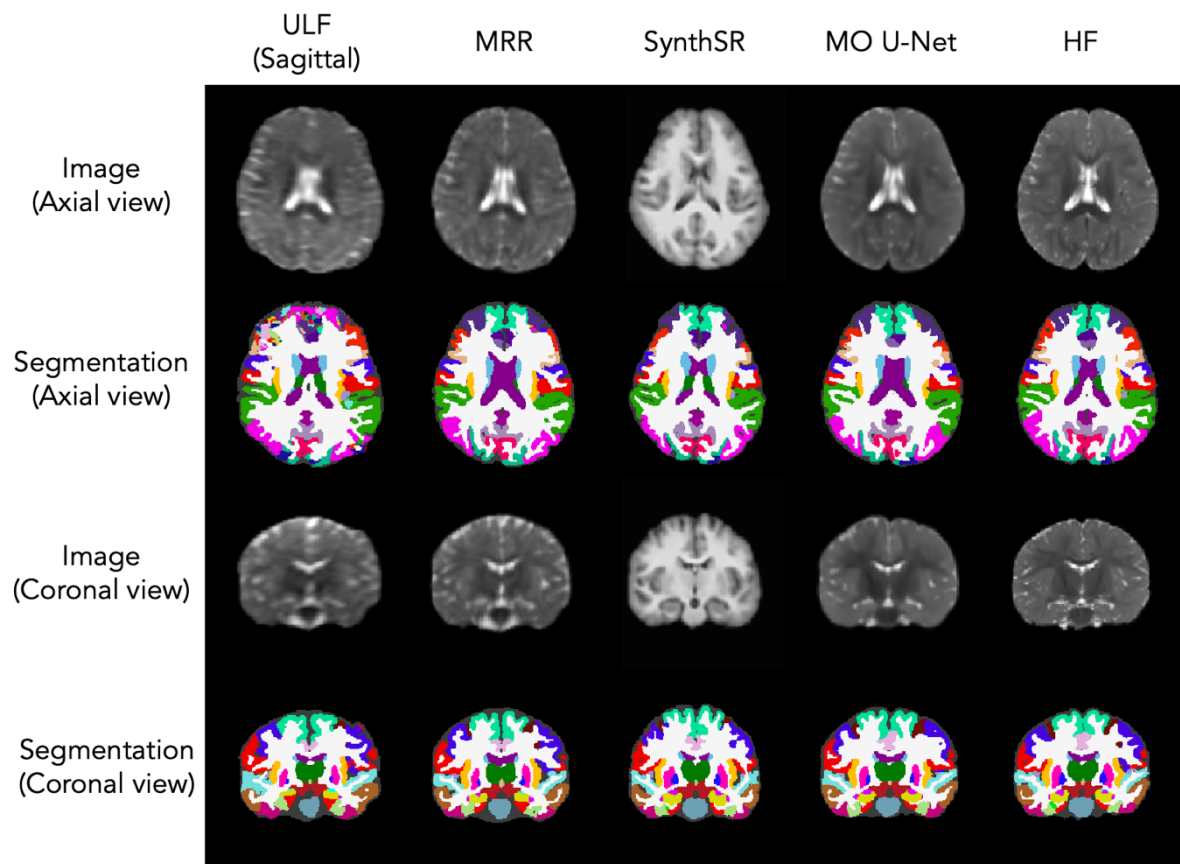 ULF
(Sagittal)
MRR
SynthSR
MO U-Net
HF
Image
(Axial view)
Segmentation
(Axial view)
Image
(Coronal view)
Segmentation
(Coronal view)